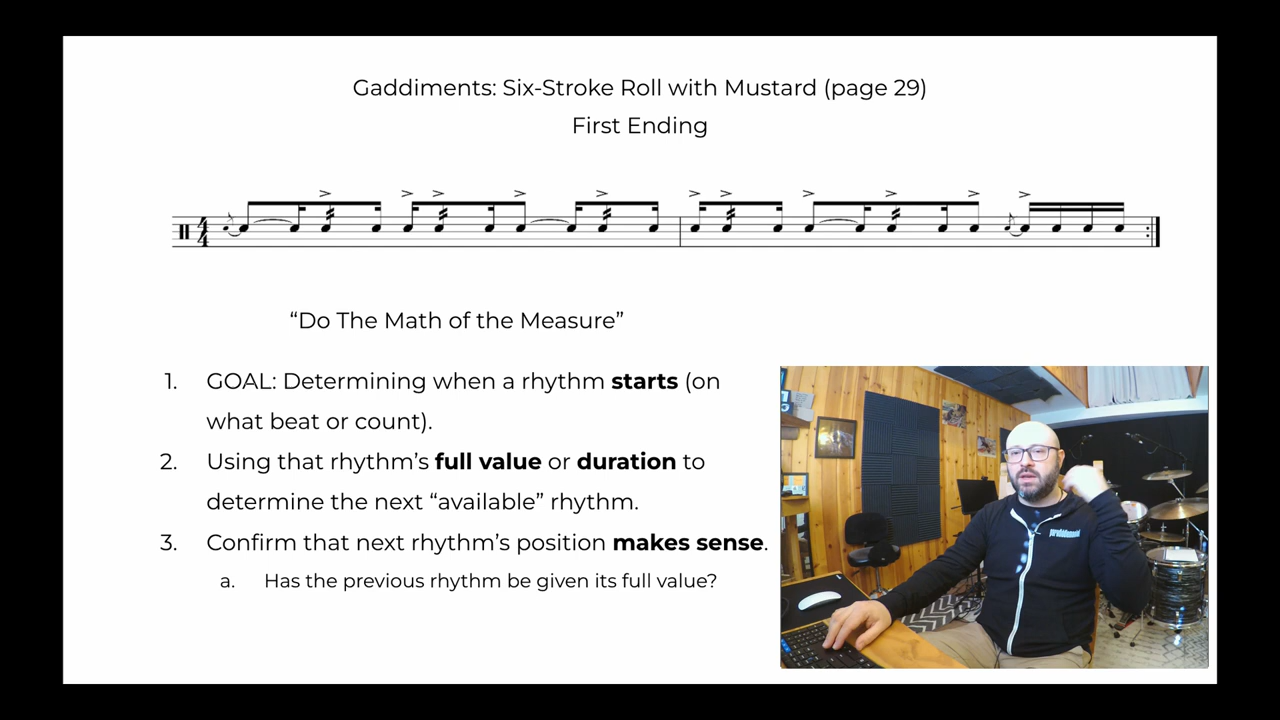 Gaddiments: Six-Stroke Roll with Mustard (page 29)
First Ending
4
4
“Do The Math of the Measure”
1. GOAL: Determining when a rhythm starts (on
what beat or count).
2. Using that rhythm’s full value or duration to
determine the next “available” rhythm.
3. Confirm that next rhythm’s position makes sense.
a. Has the previous rhythm be given its full value?